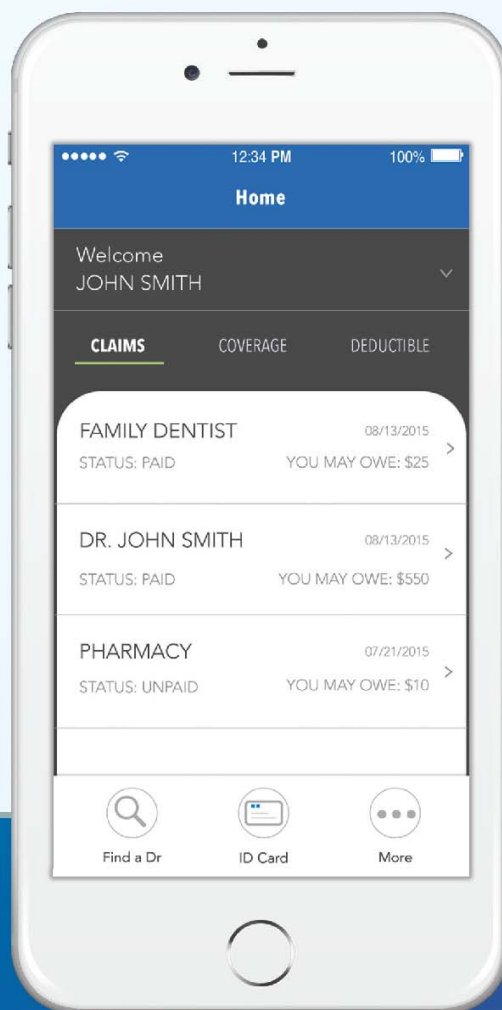 12:34 PM
100%
Home
Welcome
JOHN SMITH
CLAIMS COVERAGE DEDUCTIBLE
FAMILY DENTIST 08/13/2015
STATUS: PAID YOU MAY OWE: $25
DR. JOHN SMITH 08/13/2015
STATUS: PAID YOU MAY OWE: $550
PHARMACY 07/21/2015
STATUS: UNPAID YOU MAY OWE: $10
Find a Dr ID Card More